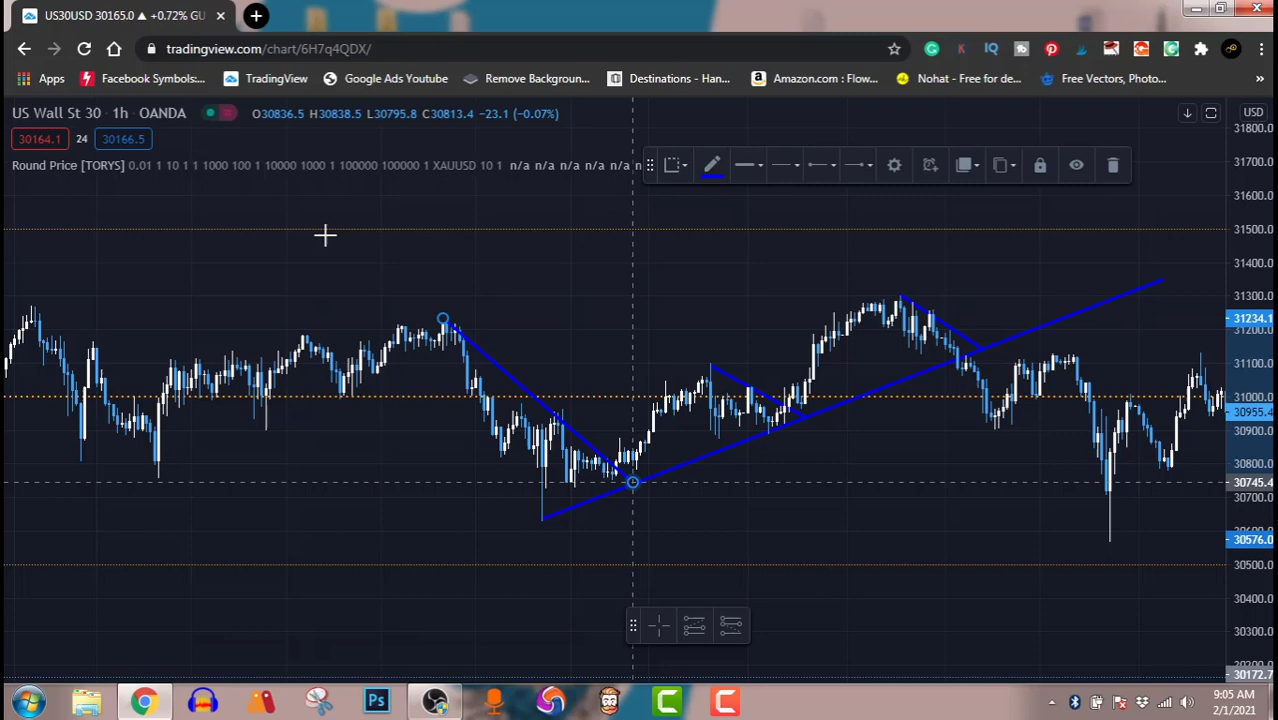 US30USD 30165.0 ▲ +0.72% GU
tradingview.com/chart/6H7q4QDX/
Apps
Facebook Symbols:...
TradingView
Google Ads Youtube
Remove Backgroun...
Destinations - Han...
Amazon.com : Flow...
Nohat - Free for de...
Free Vectors, Photo...
US Wall St 30 · 1h · OANDA
O30836.5 H30838.5 L30795.8 C30813.4 -23.1 (-0.07%)
USD
30164.1
24
30166.5
Round Price [TORYS] 0.01 1 10 1 1 1000 100 1 10000 1000 1 100000 100000 1 XAUUSD 10 1 n/a n/a n/a n/a n/a n
31800.0
31700.0
31600.0
31500.0
31400.0
31300.0
31234.1
31200.0
31100.0
31000.0
30955.4
30900.0
30800.0
30745.4
30700.0
30576.0
30500.0
30400.0
30300.0
30172.7
Ps
9:05 AM
2/1/2021